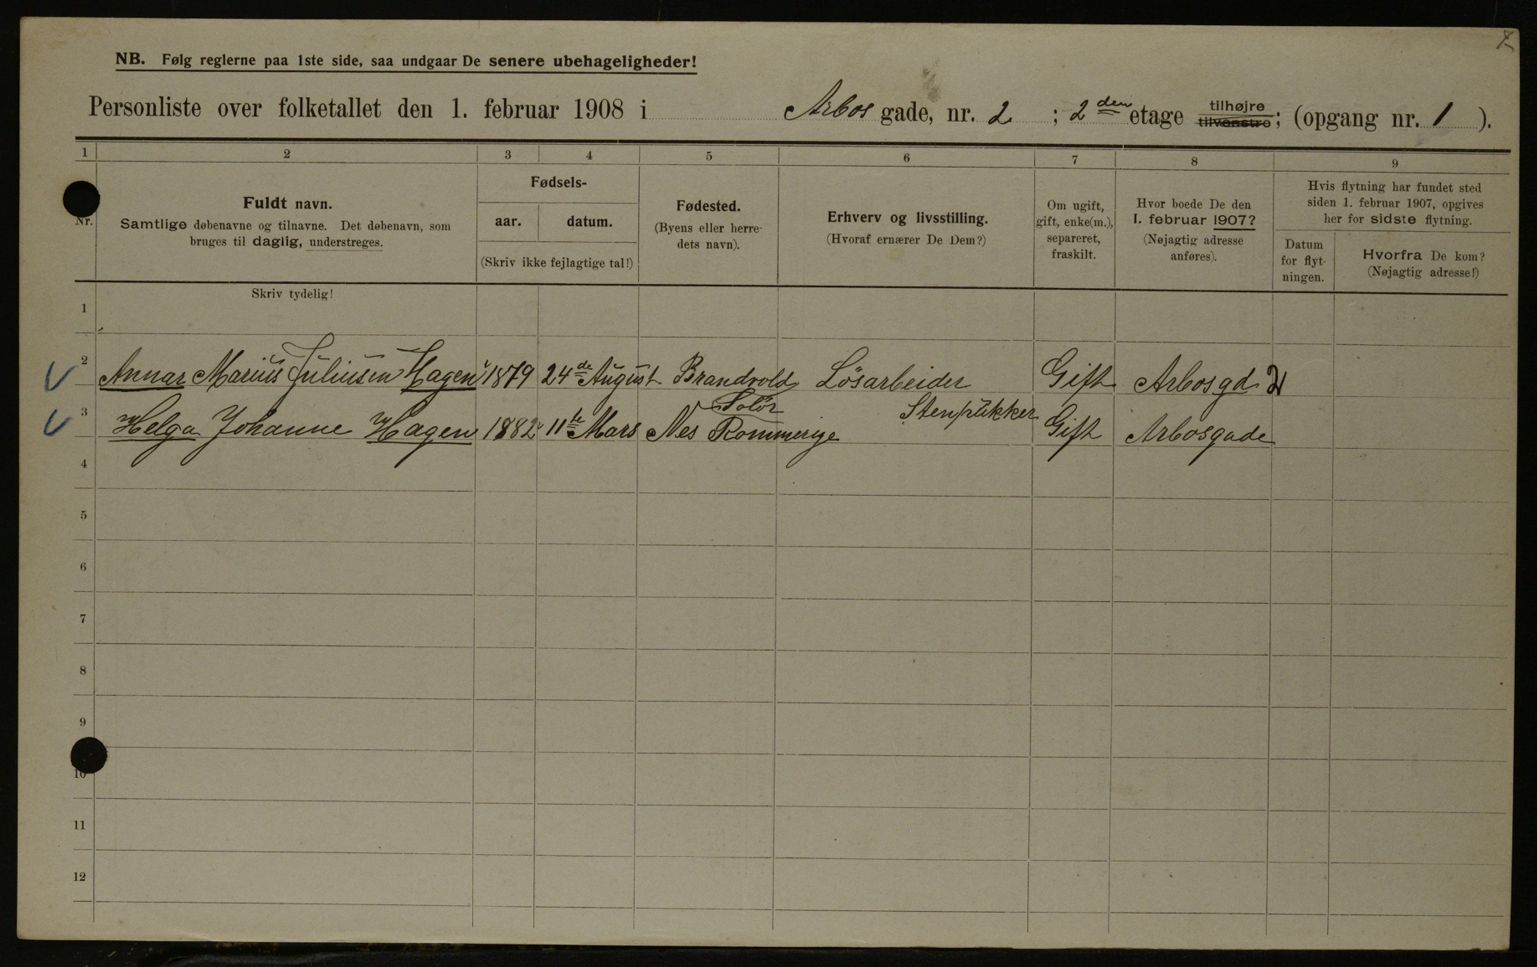 NB. Følg reglerne paa 1ste side, saa undgaar De senere ubehageligheder!
Personliste over folketallet den 1. februar 1908 i Arbos gade, nr. 2 ; 2den etage tilhøjre tilvenstre; (opgang nr. 1 ).
1 2 3 4 5 6 7 8 9
Nr.
Fuldt navn.
Samtlige døbenavne og tilnavne. Det døbenavn, som
bruges til daglig, understreges.
Skriv tydelig!
Fødsels-
aar. datum.
(Skriv ikke fejlagtige tal!)
Fødested.
(Byens eller herre-
dets navn).
Erhverv og livsstilling.
(Hvoraf ernærer De Dem?)
Om ugift,
gift, enke(m.),
separeret,
fraskilt.
Hvor boede De den
1. februar 1907?
(Nøjagtig adresse
anføres).
Hvis flytning har fundet sted
siden 1. februar 1907, opgives
her for sidste flytning.
Datum
for flyt-
ningen.
Hvorfra De kom?
(Nøjagtig adresse!)
1
2 Annar Marius Juliusen Hagen 1879 24de August Brandvold Løsarbeider Gift Arbosgd 2
Solør Stenpukker
3 Helga Johanne Hagen 1882 11te Mars Nes Rommerige Gift Arbosgade
4
5
6
7
8
9
10
11
12